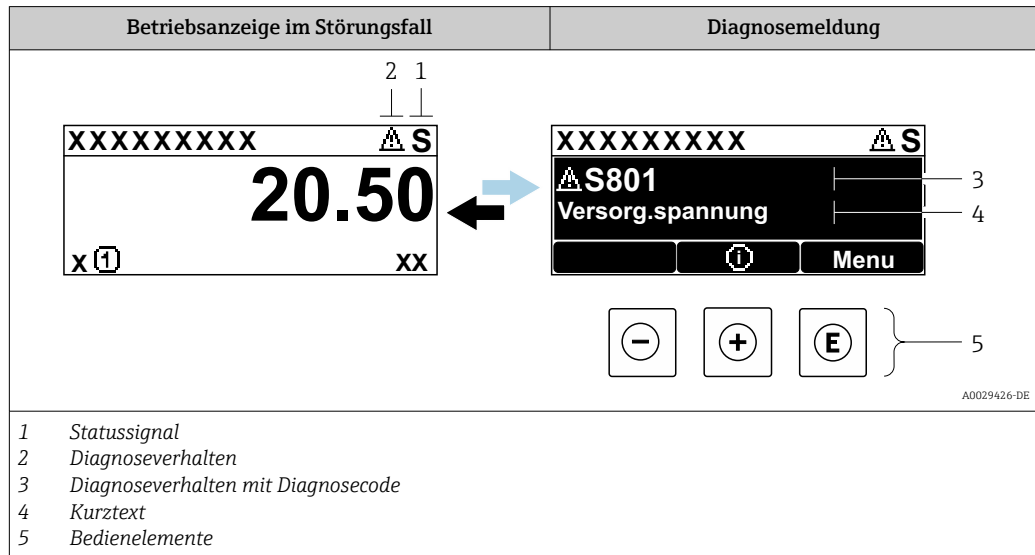 Betriebsanzeige im Störungsfall
Diagnosemeldung
2 1
XXXXXXXXX S
20.50
X 1 XX
XXXXXXXXX S
S801
Versorg.spannung
i Menu
3
4
- + E
5
A0029426-DE
1 Statussignal
2 Diagnoseverhalten
3 Diagnoseverhalten mit Diagnosecode
4 Kurztext
5 Bedienelemente